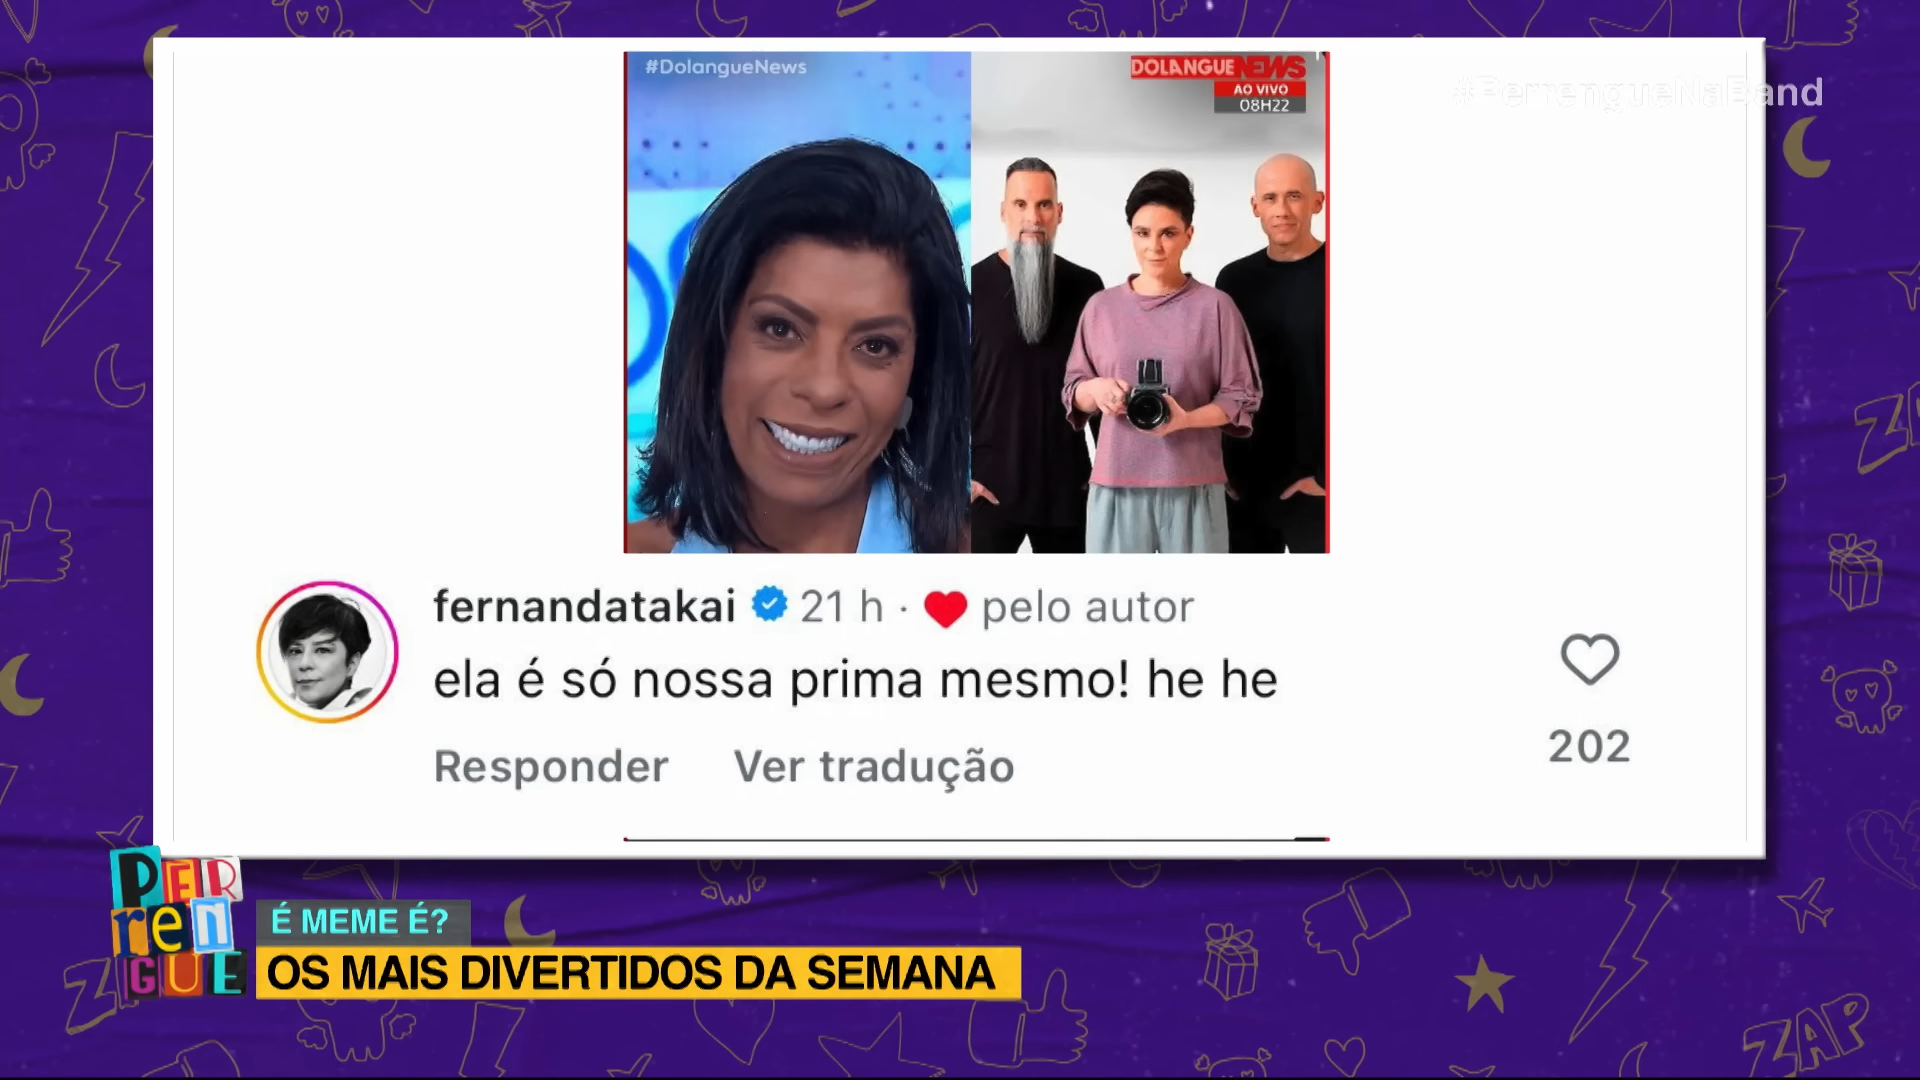 #DolangueNews
DOLANGUE NEWS
AO VIVO
08H22
#PerrengueNaBand
fernandatakai 21 h · pelo autor
ela é só nossa prima mesmo! he he
202
Responder Ver tradução
PER
ren
GUE
É MEME É?
OS MAIS DIVERTIDOS DA SEMANA
ZAP